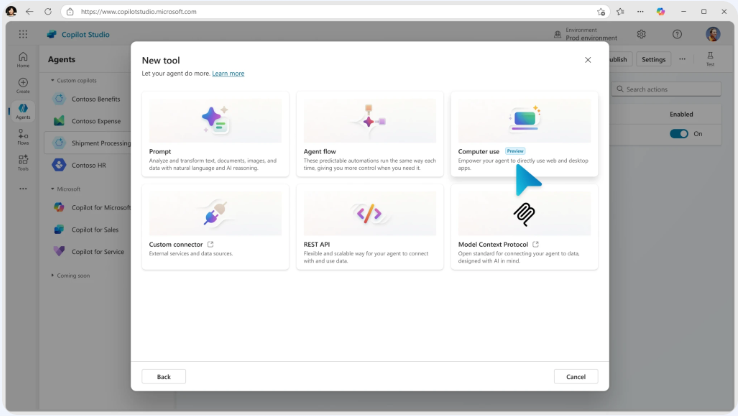 https://www.copilotstudio.microsoft.com
Copilot Studio
Environment
Prod environment
Home
Create
Agents
Flows
Tools
Agents
Custom copilots
Contoso Benefits
Contoso Expense
Shipment Processing
Contoso HR
Microsoft
Copilot for Microsoft
Copilot for Sales
Copilot for Service
Coming soon
ublish
Settings
Test
Search actions
Enabled
On
New tool
Let your agent do more. Learn more
Prompt
Analyze and transform text, documents, images, and
data with natural language and AI reasoning.
Agent flow
These predictable automations run the same way each
time, giving you more control when you need it.
Computer use Preview
Empower your agent to directly use web and desktop
apps.
Custom connector
External services and data sources.
REST API
Flexible and scalable way for your agent to connect
with and use data.
Model Context Protocol
Open standard for connecting your agent to data,
designed with AI in mind.
Back
Cancel